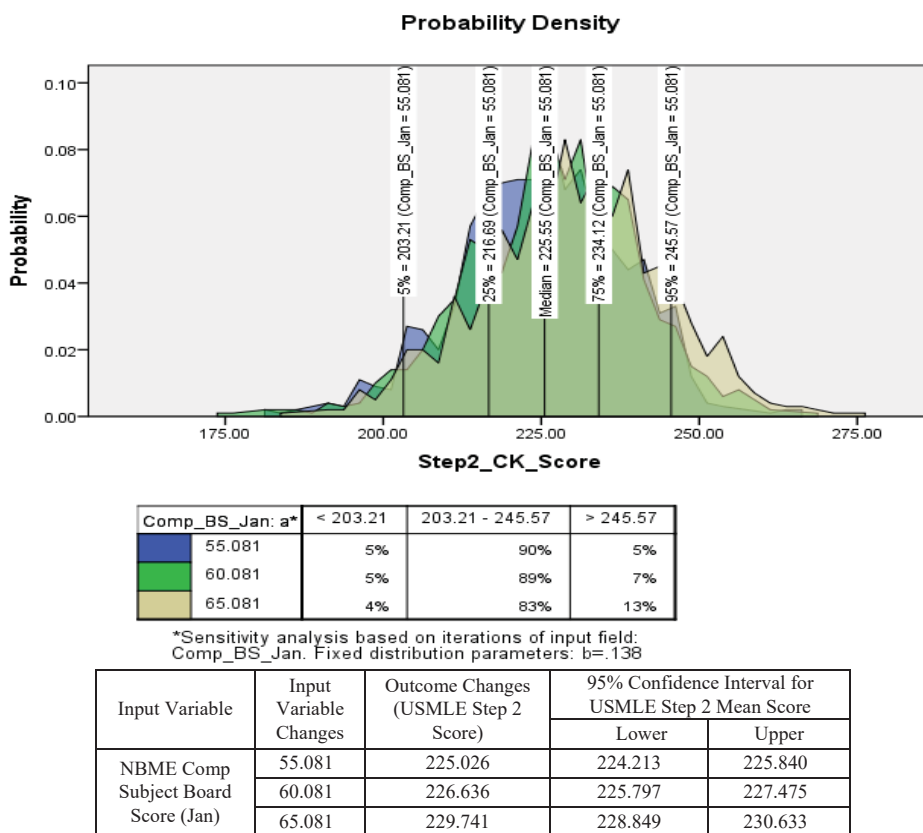 Probability Density
Probability
0.10
0.08
0.06
0.04
0.02
0.00
5% = 203.21 (Comp_BS_Jan = 55.081)
25% = 216.69 (Comp_BS_Jan = 55.081)
Median = 225.55 (Comp_BS_Jan = 55.081)
75% = 234.12 (Comp_BS_Jan = 55.081)
95% = 245.57 (Comp_BS_Jan = 55.081)
175.00 200.00 225.00 250.00 275.00
Step2_CK_Score
Comp_BS_Jan: a* < 203.21 203.21 - 245.57 > 245.57
55.081 5% 90% 5%
60.081 5% 89% 7%
65.081 4% 83% 13%
*Sensitivity analysis based on iterations of input field:
Comp_BS_Jan. Fixed distribution parameters: b=.138
Input Variable
Input
Variable
Changes
Outcome Changes
(USMLE Step 2
Score)
95% Confidence Interval for
USMLE Step 2 Mean Score
Lower Upper
NBME Comp
Subject Board
Score (Jan)
55.081 225.026 224.213 225.840
60.081 226.636 225.797 227.475
65.081 229.741 228.849 230.633